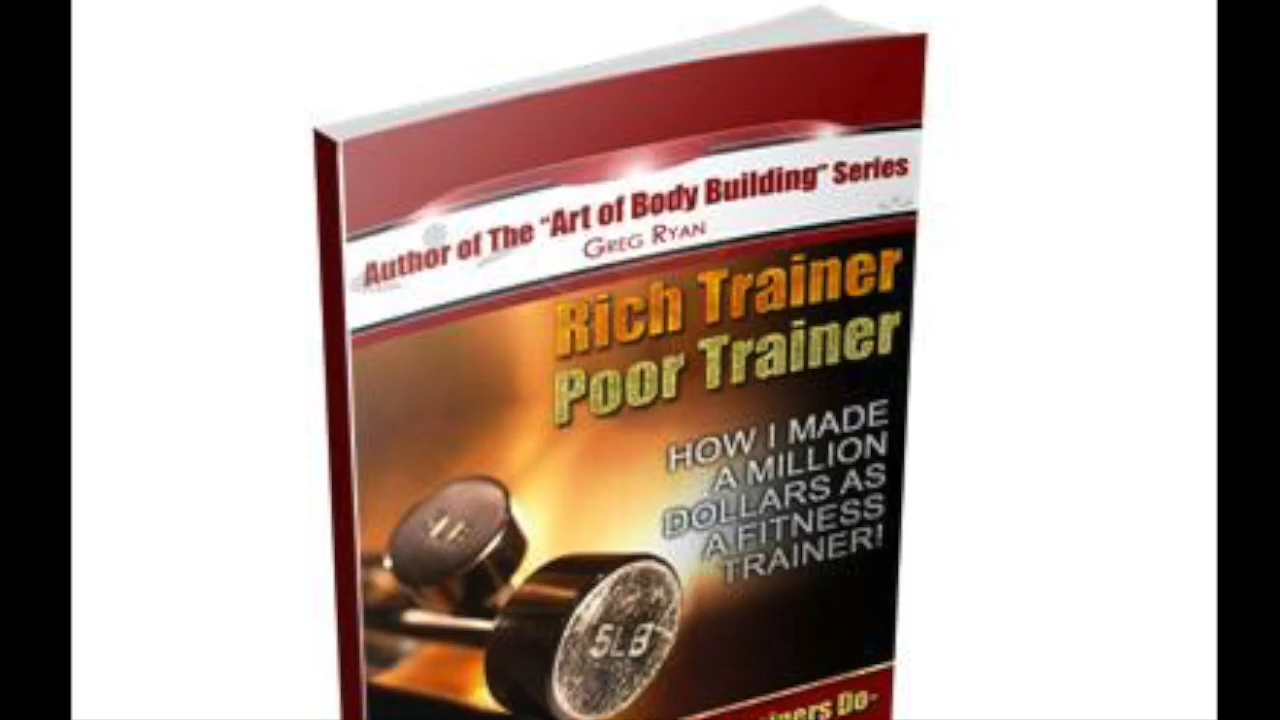 Author of The "Art of Body Building" Series
GREG RYAN
Rich Trainer
Poor Trainer
HOW I MADE
A MILLION
DOLLARS AS
A FITNESS
TRAINER!
5LB
Do-